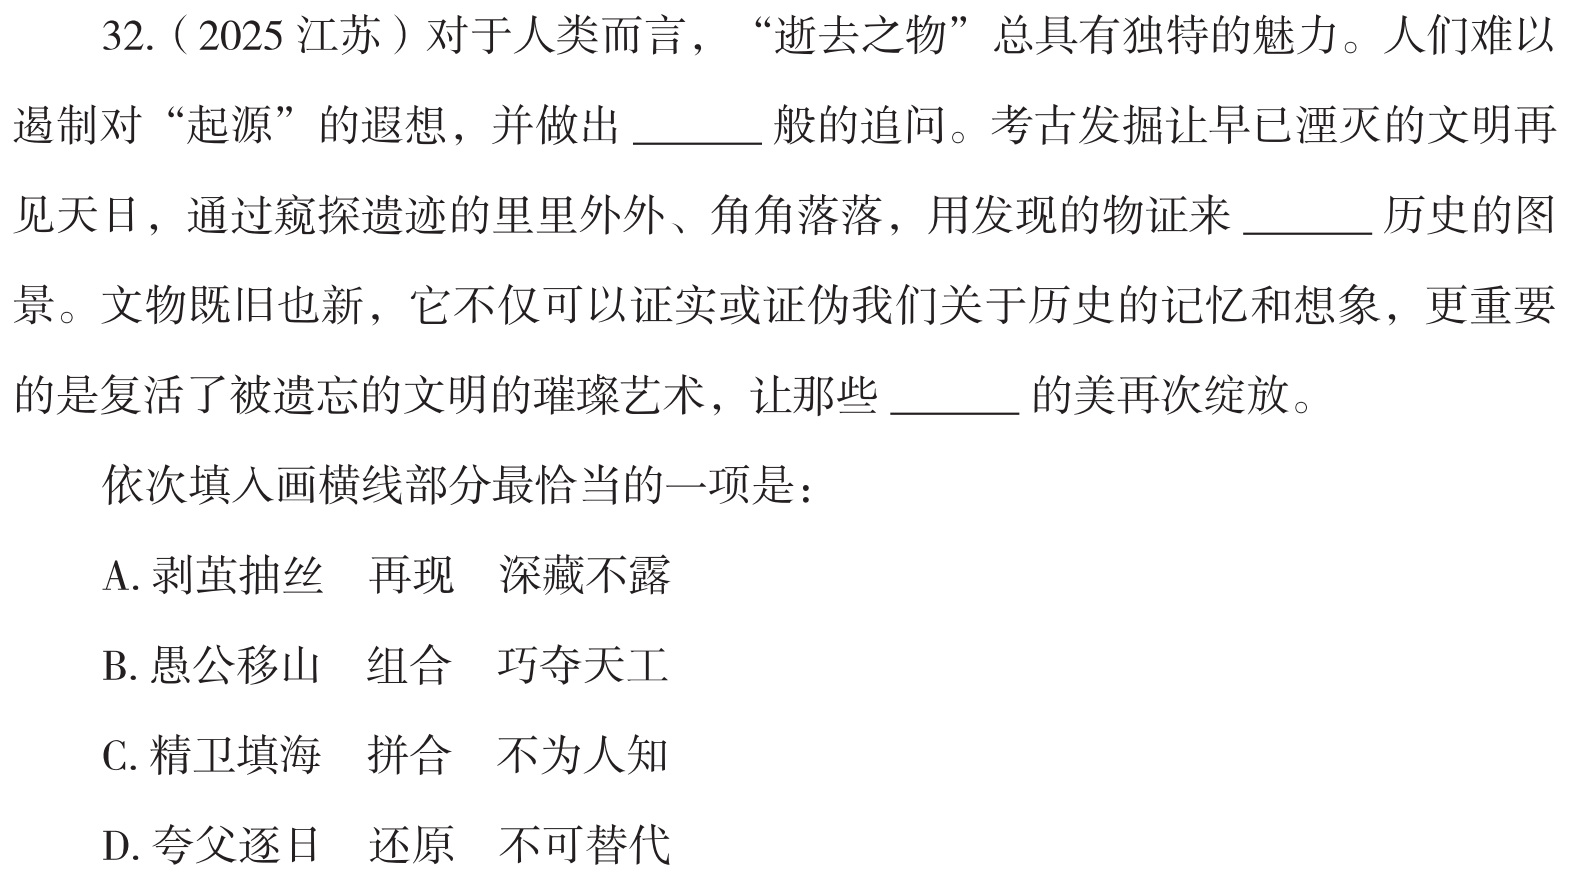 32.（2025 江苏）对于人类而言，“逝去之物”总具有独特的魅力。人们难以
遏制对“起源”的遐想，并做出 ______ 般的追问。考古发掘让早已湮灭的文明再
见天日，通过窥探遗迹的里里外外、角角落落，用发现的物证来 ______ 历史的图
景。文物既旧也新，它不仅可以证实或证伪我们关于历史的记忆和想象，更重要
的是复活了被遗忘的文明的璀璨艺术，让那些 ______ 的美再次绽放。
依次填入画横线部分最恰当的一项是：
A. 剥茧抽丝　再现　深藏不露
B. 愚公移山　组合　巧夺天工
C. 精卫填海　拼合　不为人知
D. 夸父逐日　还原　不可替代